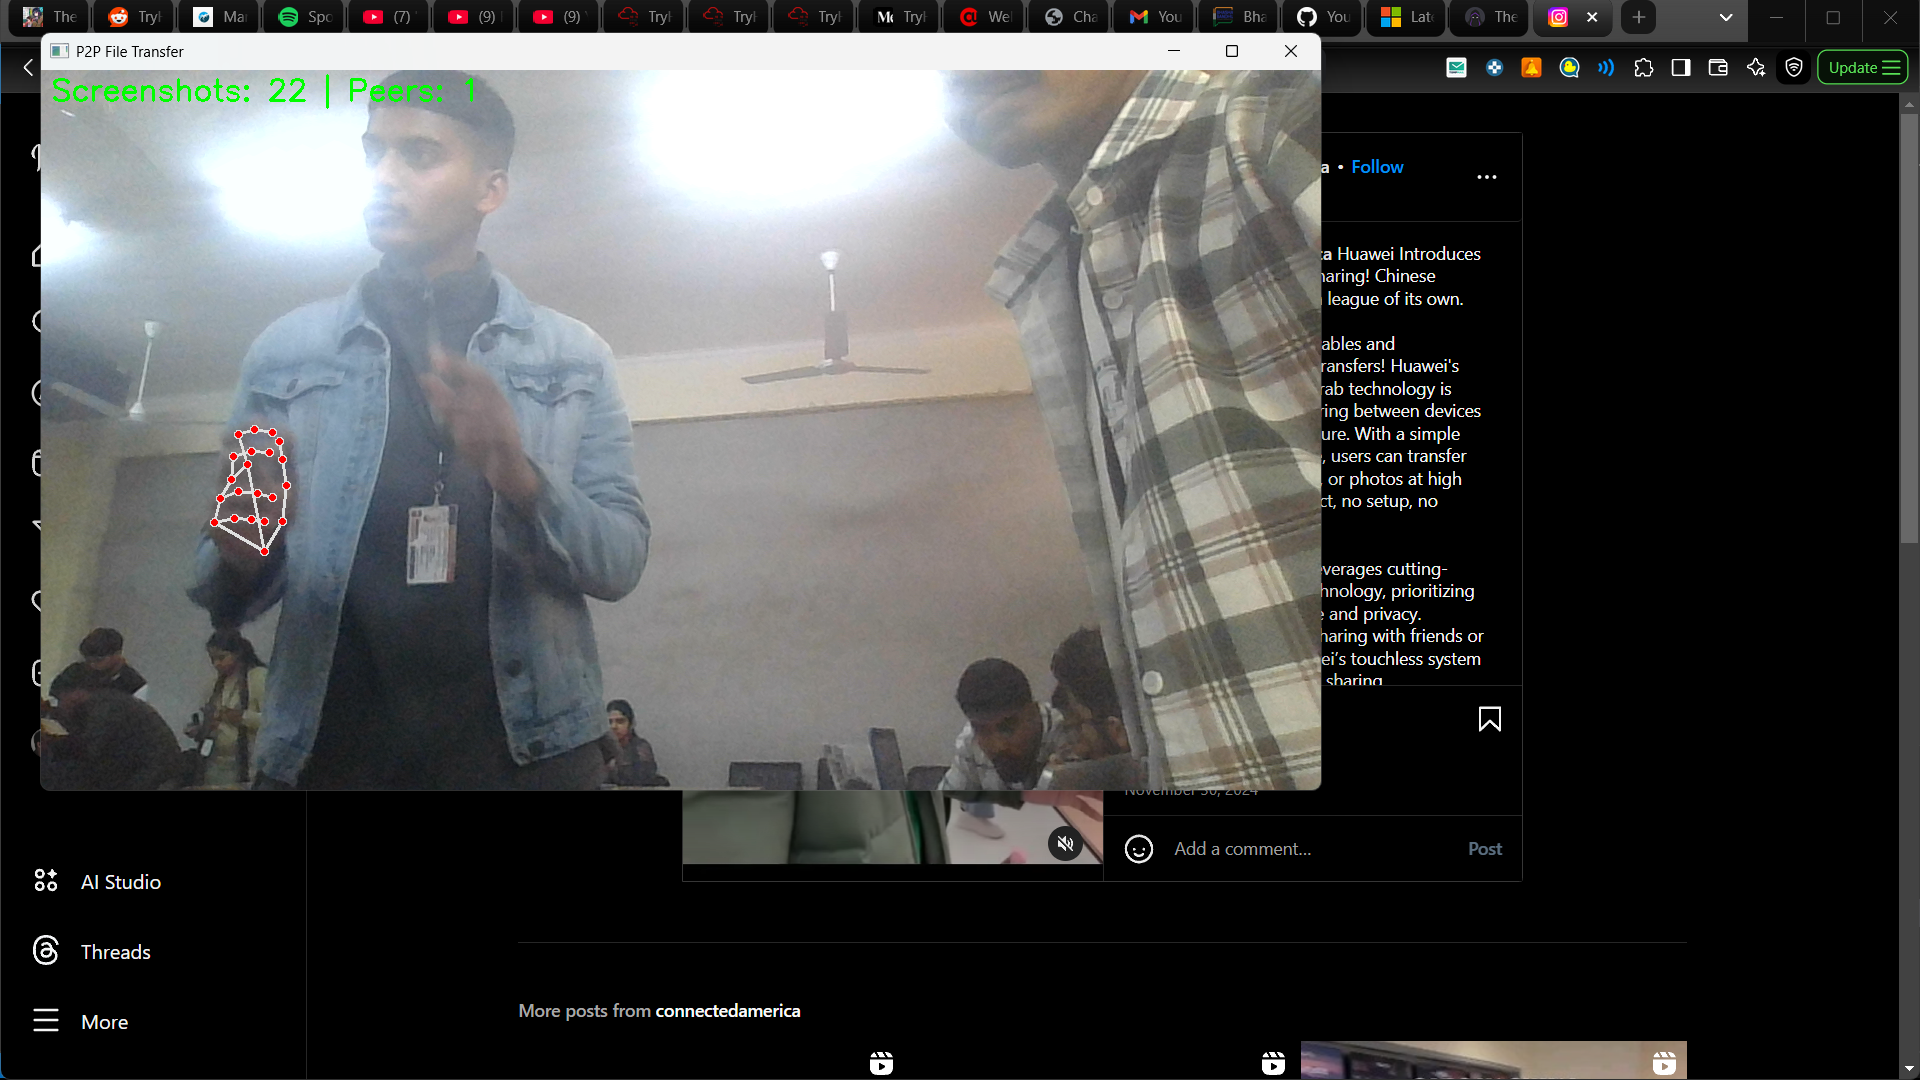 The
Tryl
Mar
Spo
(7)
(9)
(9)
Tryl
Tryl
Tryl
Tryl
Wel
Cha
You
Bha
You
Late
The
P2P File Transfer
Update
Screenshots: 22 | Peers: 1
a • Follow
Huawei Introduces
haring! Chinese
league of its own.
ables and
ransfers! Huawei's
rab technology is
ring between devices
ure. With a simple
, users can transfer
, or photos at high
ct, no setup, no
everages cutting-
hnology, prioritizing
e and privacy.
haring with friends or
ei's touchless system
sharing
November 30, 2024
Add a comment...
Post
AI Studio
Threads
More
More posts from connectedamerica